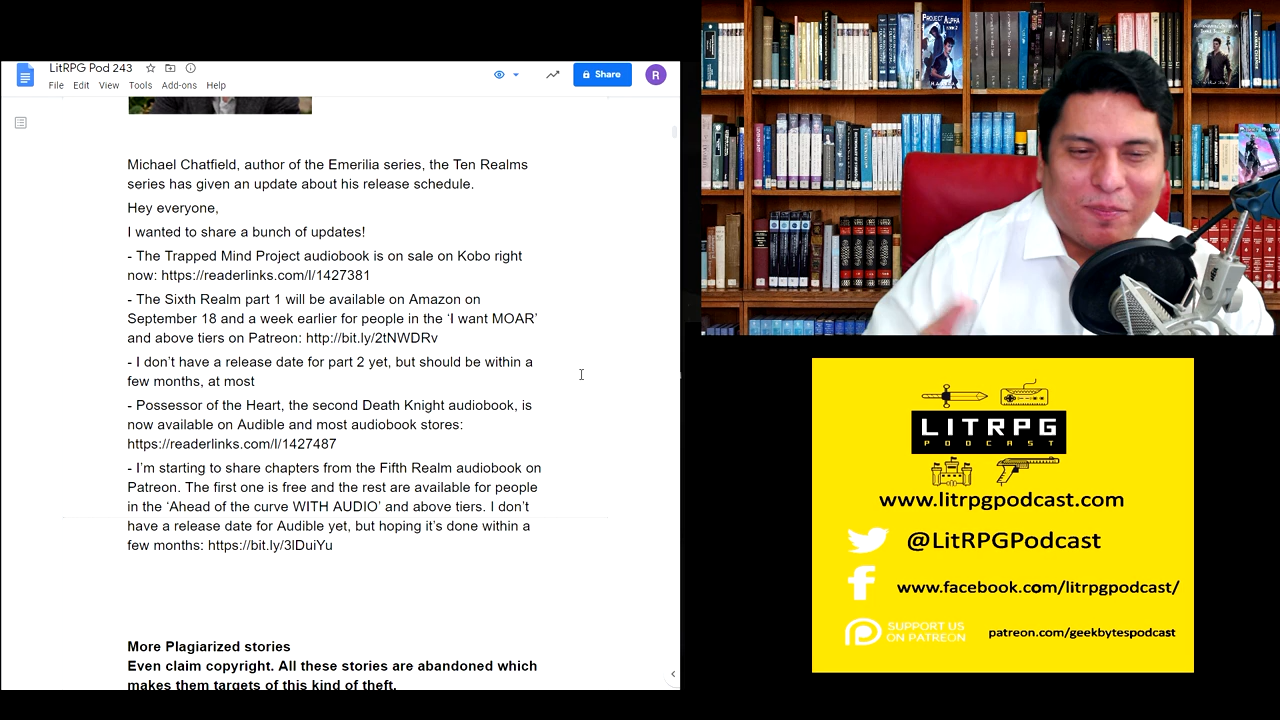 LitRPG Pod 243
File Edit View Tools Add-ons Help
Share
R
Michael Chatfield, author of the Emerilia series, the Ten Realms
series has given an update about his release schedule.
Hey everyone,
I wanted to share a bunch of updates!
- The Trapped Mind Project audiobook is on sale on Kobo right
now: https://readerlinks.com/l/1427381
- The Sixth Realm part 1 will be available on Amazon on
September 18 and a week earlier for people in the ‘I want MOAR’
and above tiers on Patreon: http://bit.ly/2tNWDRv
- I don’t have a release date for part 2 yet, but should be within a
few months, at most
- Possessor of the Heart, the second Death Knight audiobook, is
now available on Audible and most audiobook stores:
https://readerlinks.com/l/1427487
- I’m starting to share chapters from the Fifth Realm audiobook on
Patreon. The first one is free and the rest are available for people
in the ‘Ahead of the curve WITH AUDIO’ and above tiers. I don’t
have a release date for Audible yet, but hoping it’s done within a
few months: https://bit.ly/3lDuiYu
More Plagiarized stories
Even claim copyright. All these stories are abandoned which
makes them targets of this kind of theft.
PROJECT ALPHA
LITRPG
PODCAST
www.litrpgpodcast.com
@LitRPGPodcast
www.facebook.com/litrpgpodcast/
SUPPORT US
ON PATREON
patreon.com/geekbytespodcast